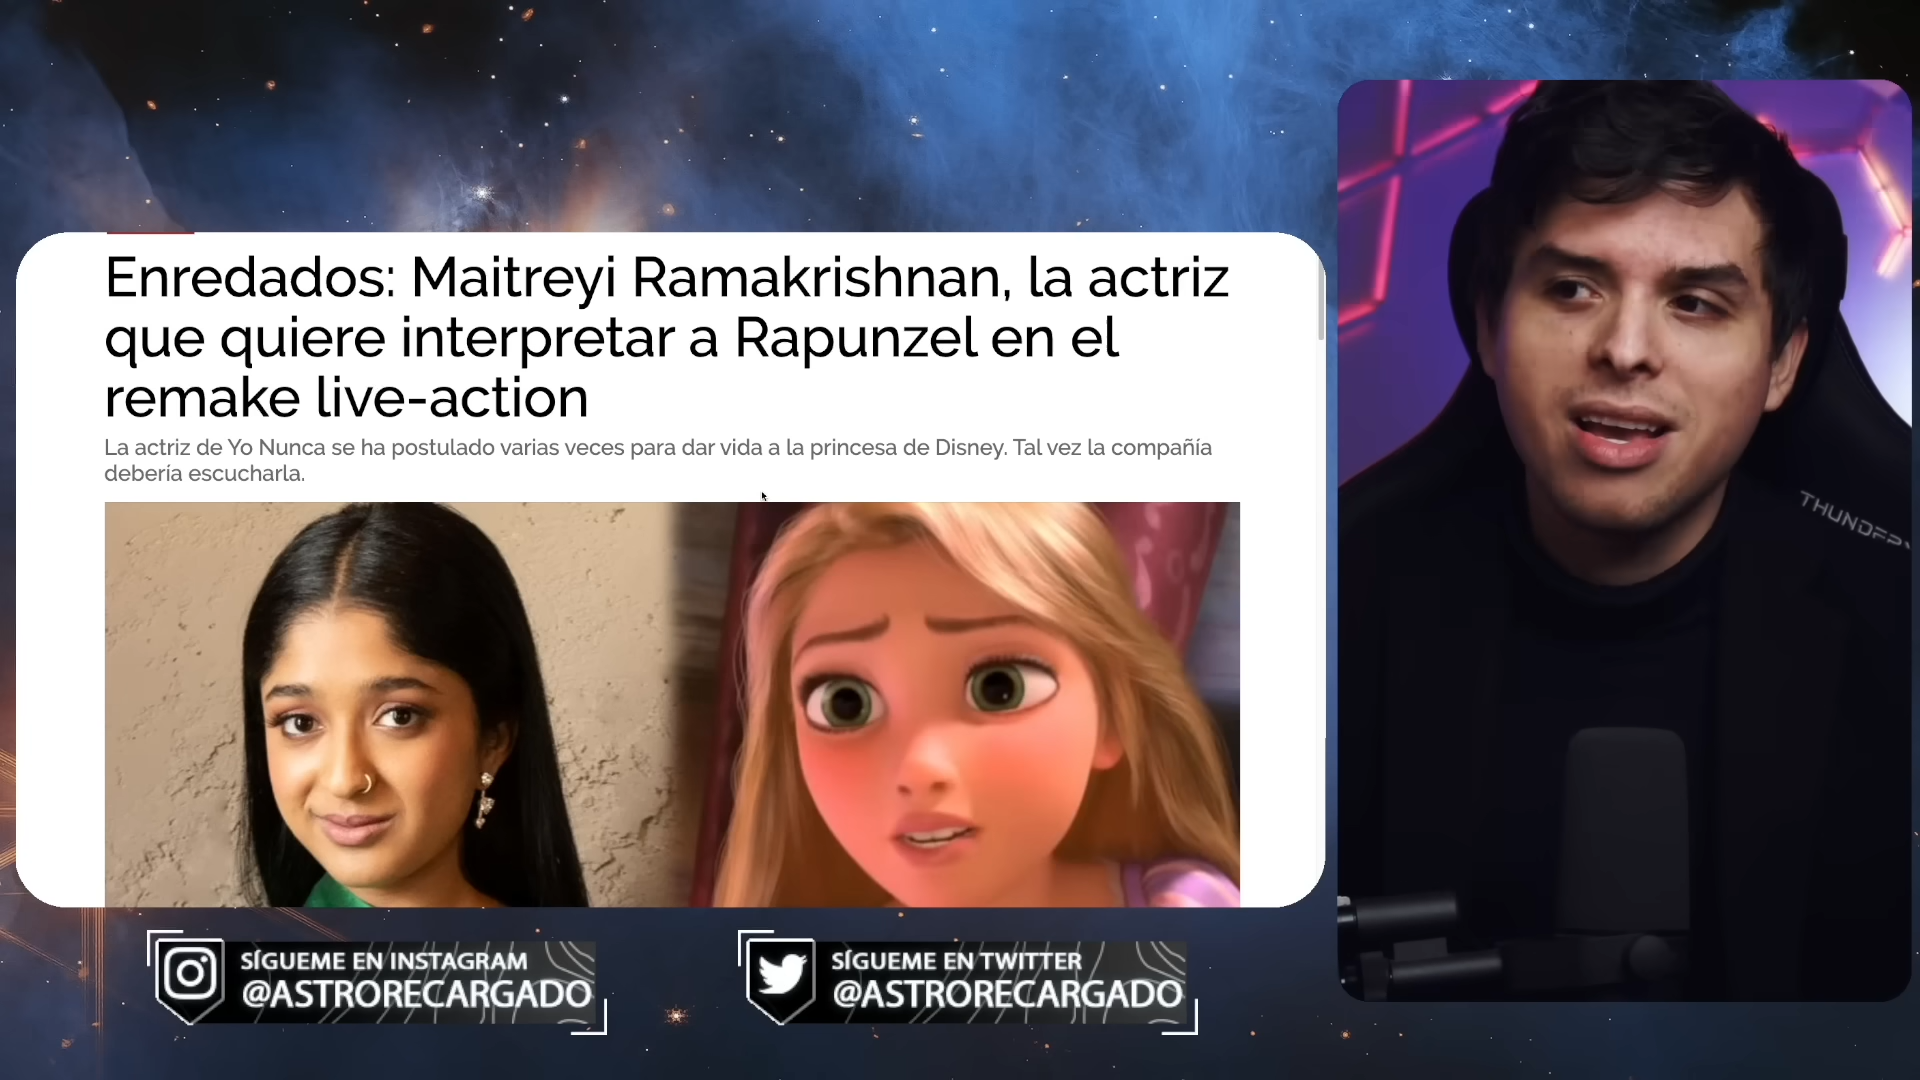 Enredados: Maitreyi Ramakrishnan, la actriz
que quiere interpretar a Rapunzel en el
remake live-action
La actriz de Yo Nunca se ha postulado varias veces para dar vida a la princesa de Disney. Tal vez la compañía
debería escucharla.
THUNDER
SÍGUEME EN INSTAGRAM
@ASTRORECARGADO
SÍGUEME EN TWITTER
@ASTRORECARGADO